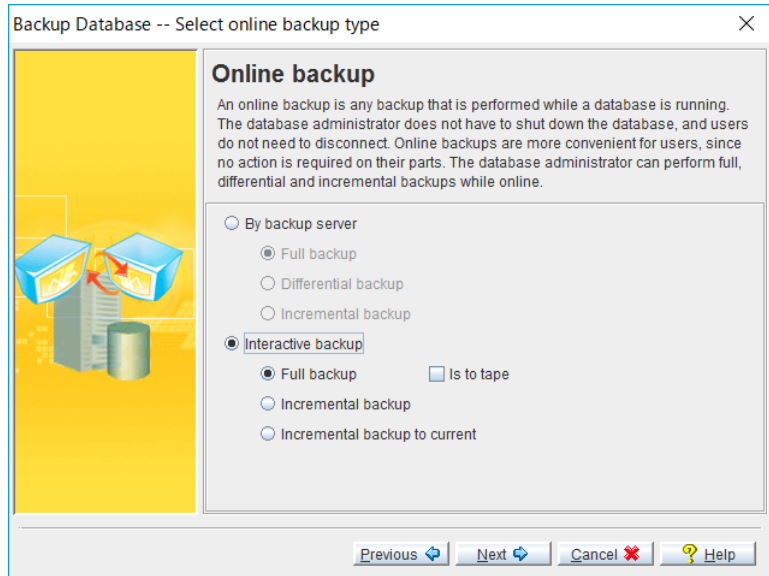 Backup Database -- Select online backup type
Online backup
An online backup is any backup that is performed while a database is running.
The database administrator does not have to shut down the database, and users
do not need to disconnect. Online backups are more convenient for users, since
no action is required on their parts. The database administrator can perform full,
differential and incremental backups while online.
By backup server
Full backup
Differential backup
Incremental backup
Interactive backup
Full backup Is to tape
Incremental backup
Incremental backup to current
Previous Next Cancel Help